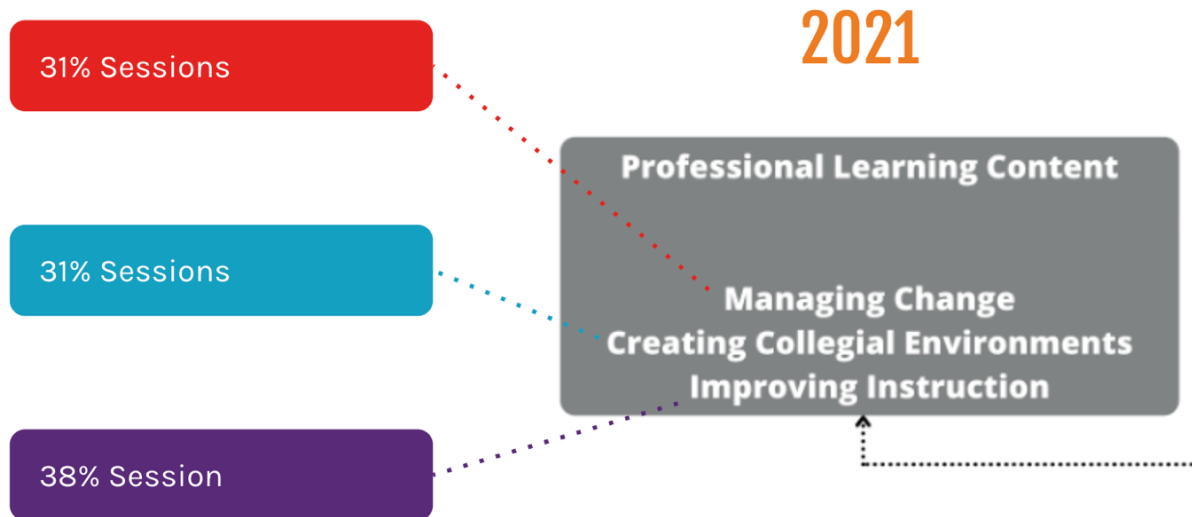 2021
31% Sessions
31% Sessions
38% Session
Professional Learning Content
Managing Change
Creating Collegial Environments
Improving Instruction